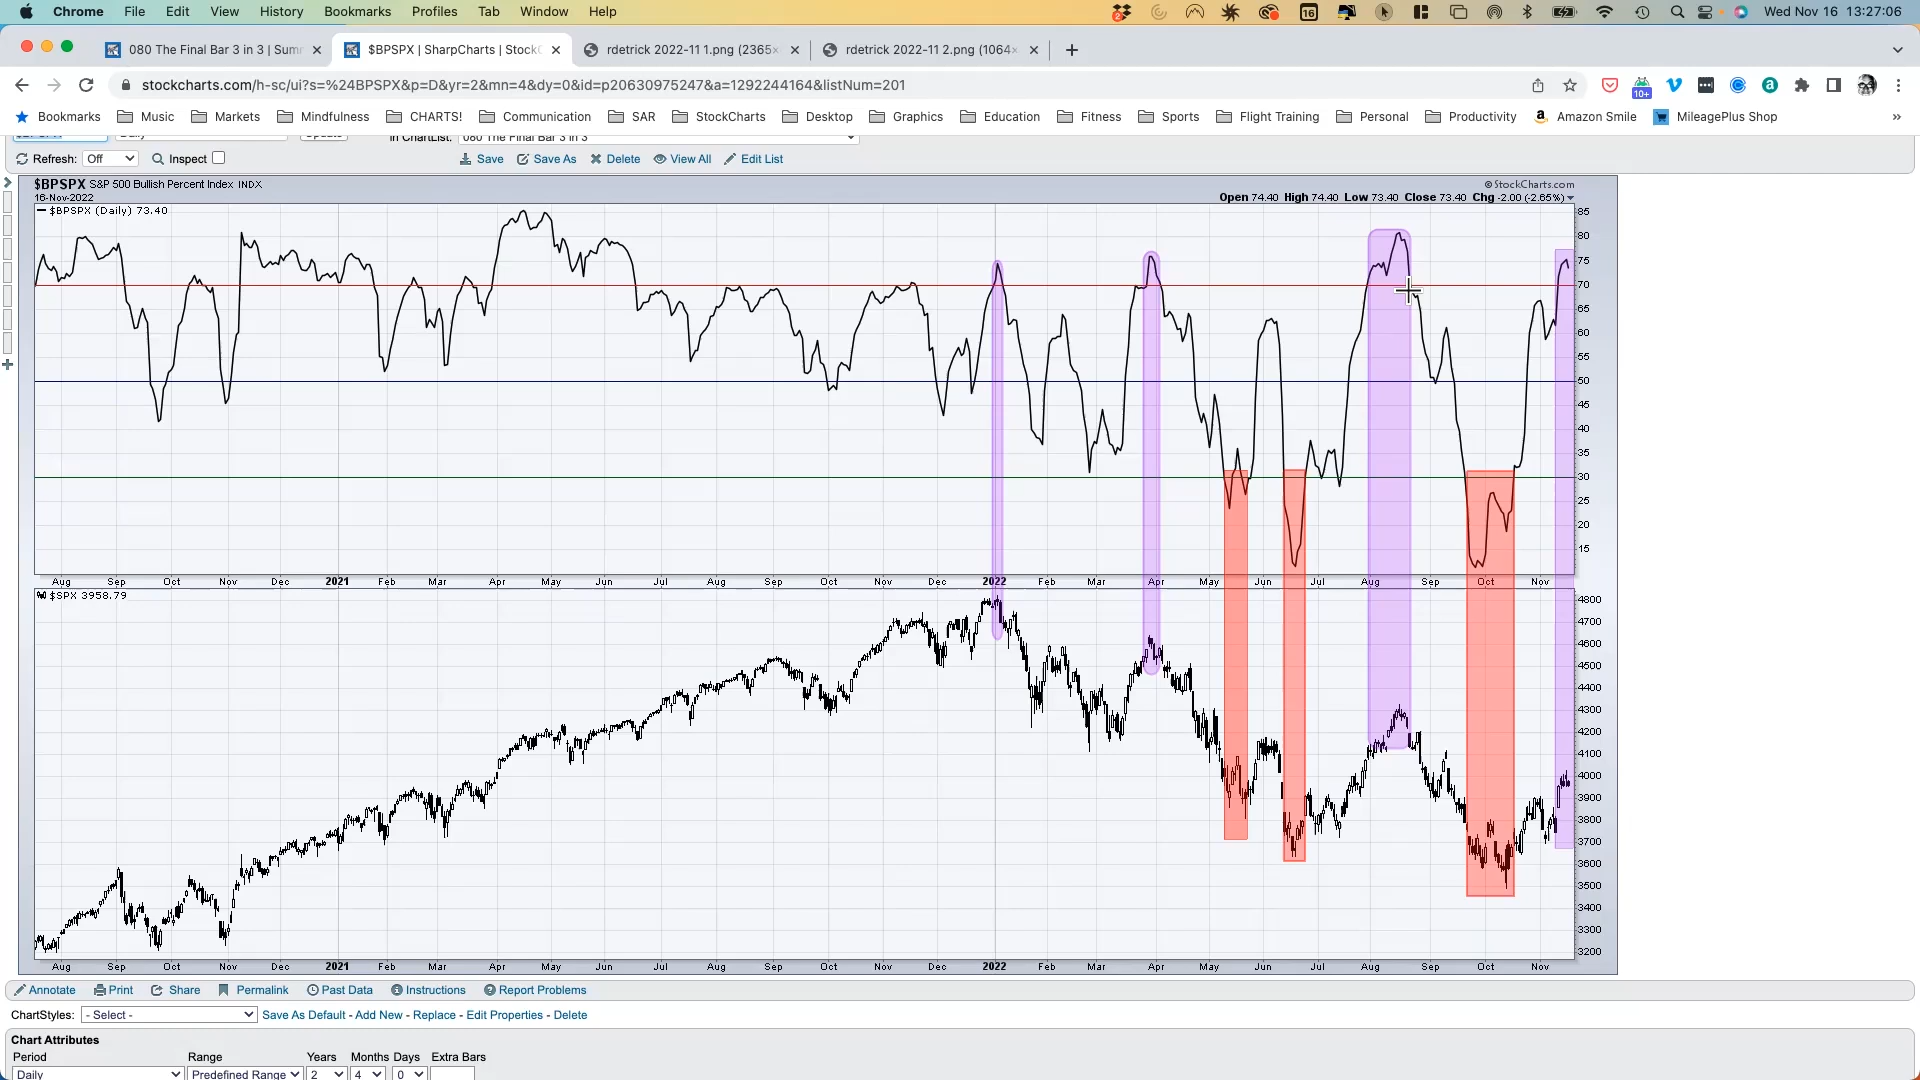 Chrome File Edit View History Bookmarks Profiles Tab Window Help 2 16 Wed Nov 16 13:27:06
080 The Final Bar 3 in 3 | Sum $BPSPX | SharpCharts | Stock rdetrick 2022-11 1.png (2365× rdetrick 2022-11 2.png (1064×
stockcharts.com/h-sc/ui?s=%24BPSPX&p=D&yr=2&mn=4&dy=0&id=p20630975247&a=1292244164&listNum=201 10+
Bookmarks Music Markets Mindfulness CHARTS! Communication SAR StockCharts Desktop Graphics Education Fitness Sports Flight Training Personal Productivity Amazon Smile MileagePlus Shop »
in ChartList: 080 The Final Bar 3 in 3
Refresh: Off Inspect Save Save As Delete View All Edit List
$BPSPX S&P 500 Bullish Percent Index INDX © StockCharts.com
16-Nov-2022 Open 74.40 High 74.40 Low 73.40 Close 73.40 Chg -2.00 (-2.65%)
$BPSPX (Daily) 73.40
85
80
75
70
65
60
55
50
45
40
35
30
25
20
15
Aug Sep Oct Nov Dec 2021 Feb Mar Apr May Jun Jul Aug Sep Oct Nov Dec 2022 Feb Mar Apr May Jun Jul Aug Sep Oct Nov
$SPX 3958.79
4800
4700
4600
4500
4400
4300
4200
4100
4000
3900
3800
3700
3600
3500
3400
3300
3200
Aug Sep Oct Nov Dec 2021 Feb Mar Apr May Jun Jul Aug Sep Oct Nov Dec 2022 Feb Mar Apr May Jun Jul Aug Sep Oct Nov
Annotate Print Share Permalink Past Data Instructions Report Problems
ChartStyles: - Select - Save As Default - Add New - Replace - Edit Properties - Delete
Chart Attributes
Period Range Years Months Days Extra Bars
Daily Predefined Range 2 4 0